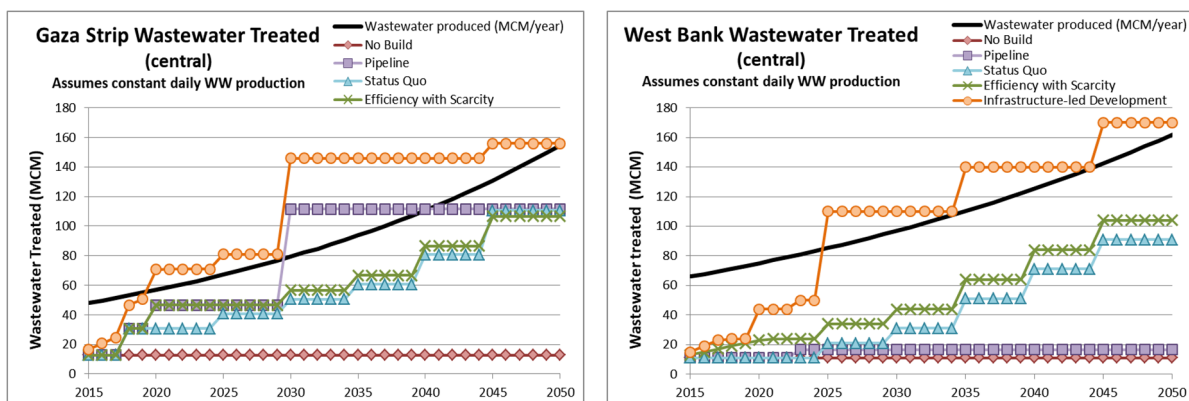 Gaza Strip Wastewater Treated
(central)
Assumes constant daily WW production
Wastewater produced (MCM/year)
No Build
Pipeline
Status Quo
Efficiency with Scarcity
Wastewater Treated (MCM)
180
160
140
120
100
80
60
40
20
0
2015 2020 2025 2030 2035 2040 2045 2050
West Bank Wastewater Treated
(central)
Assumes constant daily WW production
Wastewater produced (MCM/year)
No Build
Pipeline
Status Quo
Efficiency with Scarcity
Infrastructure-led Development
Wastewater Treated (MCM)
180
160
140
120
100
80
60
40
20
0
2015 2020 2025 2030 2035 2040 2045 2050